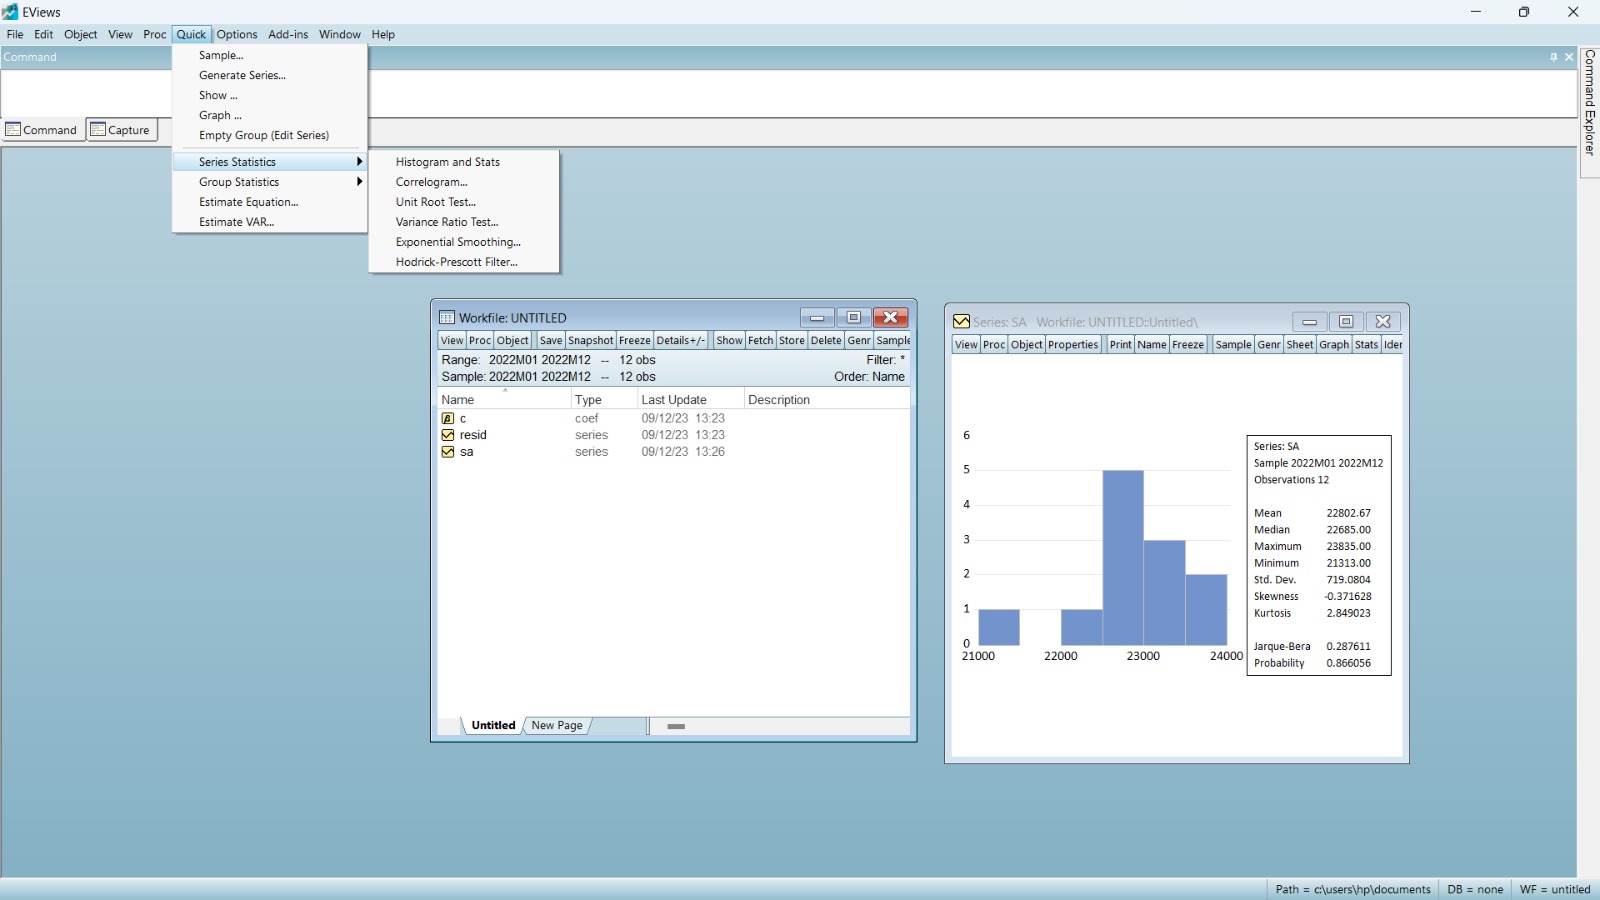 EViews
File Edit Object View Proc Quick Options Add-ins Window Help
Command
Command Capture
Command Explorer
Sample...
Generate Series...
Show ...
Graph ...
Empty Group (Edit Series)
Series Statistics
Group Statistics
Estimate Equation...
Estimate VAR...
Histogram and Stats
Correlogram...
Unit Root Test...
Variance Ratio Test...
Exponential Smoothing...
Hodrick-Prescott Filter...
Workfile: UNTITLED
View Proc Object Save Snapshot Freeze Details+/- Show Fetch Store Delete Genr Sample
Range: 2022M01 2022M12 -- 12 obs Filter: *
Sample: 2022M01 2022M12 -- 12 obs Order: Name
Name Type Last Update Description
β c coef 09/12/23 13:23
resid series 09/12/23 13:23
sa series 09/12/23 13:26
Untitled New Page
Series: SA Workfile: UNTITLED::Untitled\
View Proc Object Properties Print Name Freeze Sample Genr Sheet Graph Stats Iden
6
5
4
3
2
1
0
21000 22000 23000 24000
Series: SA
Sample 2022M01 2022M12
Observations 12
Mean 22802.67
Median 22685.00
Maximum 23835.00
Minimum 21313.00
Std. Dev. 719.0804
Skewness -0.371628
Kurtosis 2.849023
Jarque-Bera 0.287611
Probability 0.866056
Path = c:\users\hp\documents DB = none WF = untitled